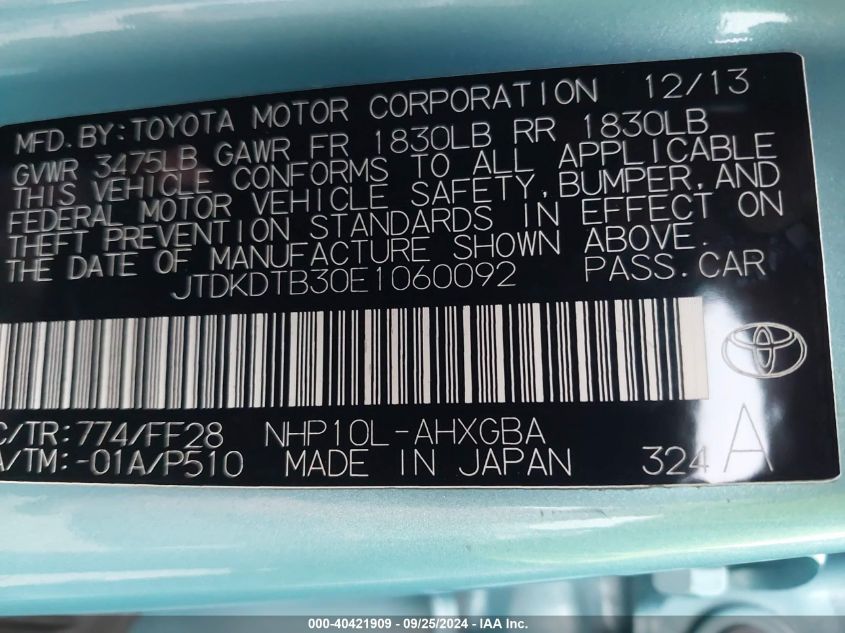 MFD.BY:TOYOTA MOTOR CORPORATION 12/13
GVWR 3475LB GAWR FR 1830LB RR 1830LB
THIS VEHICLE CONFORMS TO ALL APPLICABLE
FEDERAL MOTOR VEHICLE SAFETY,BUMPER,AND
THEFT PREVENTION STANDARDS IN EFFECT ON
THE DATE OF MANUFACTURE SHOWN ABOVE.
JTDKDTB30E1060092 PASS.CAR
C/TR:774/FF28 NHP10L-AHXGBA
A/TM:-01A/P510 MADE IN JAPAN 324 A
000-40421909 - 09/25/2024 - IAA Inc.